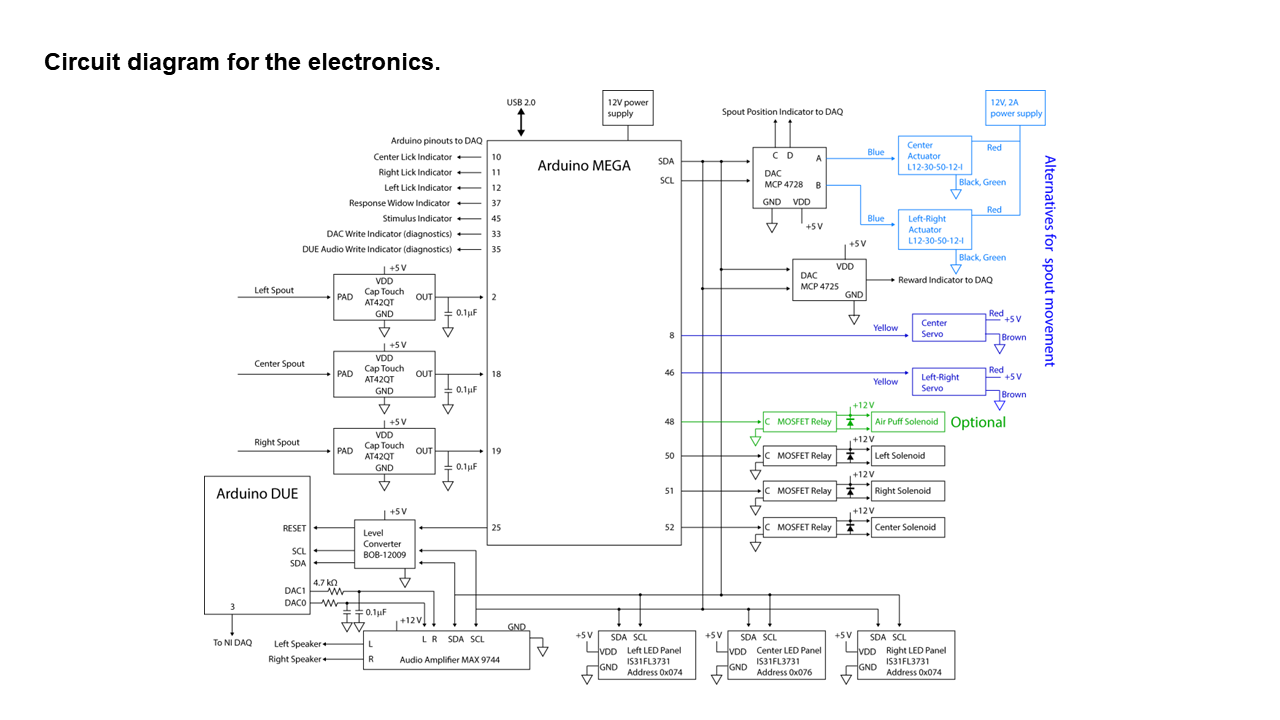 Circuit diagram for the electronics.
USB 2.0
12V power
supply
Arduino pinouts to DAQ
Arduino MEGA
Center Lick Indicator
10
Right Lick Indicator
11
Left Lick Indicator
12
Response Widow Indicator
37
Stimulus Indicator
45
DAC Write Indicator (diagnostics)
33
DUE Audio Write Indicator (diagnostics)
35
Left Spout
+5 V
PAD
VDD
Cap Touch
AT42QT
GND
OUT
0.1µF
2
Center Spout
+5 V
PAD
VDD
Cap Touch
AT42QT
GND
OUT
0.1µF
18
Right Spout
+5 V
PAD
VDD
Cap Touch
AT42QT
GND
OUT
0.1µF
19
SDA
SCL
8
46
48
50
51
52
25
Spout Position Indicator to DAQ
C D
A
DAC
MCP 4728
B
GND VDD
+5 V
12V, 2A
power supply
Blue
Center
Actuator
L12-30-50-12-I
Red
Black, Green
Blue
Left-Right
Actuator
L12-30-50-12-I
Red
Black, Green
Alternatives for spout movement
+5 V
VDD
DAC
MCP 4725
GND
Reward Indicator to DAQ
Yellow
Center
Servo
Red
+5 V
Brown
Yellow
Left-Right
Servo
Red
+5 V
Brown
+12 V
C MOSFET Relay
Air Puff Solenoid
Optional
+12 V
C MOSFET Relay
Left Solenoid
+12 V
C MOSFET Relay
Right Solenoid
+12 V
C MOSFET Relay
Center Solenoid
Arduino DUE
RESET
SCL
SDA
DAC1
DAC0
3
To NI DAQ
+5 V
Level
Converter
BOB-12009
4.7 kΩ
0.1µF
+12 V
GND
L R SDA SCL
L
R
Audio Amplifier MAX 9744
Left Speaker
Right Speaker
+5 V
SDA SCL
VDD
GND
Left LED Panel
IS31FL3731
Address 0x074
+5 V
SDA SCL
VDD
GND
Center LED Panel
IS31FL3731
Address 0x076
+5 V
SDA SCL
VDD
GND
Right LED Panel
IS31FL3731
Address 0x074